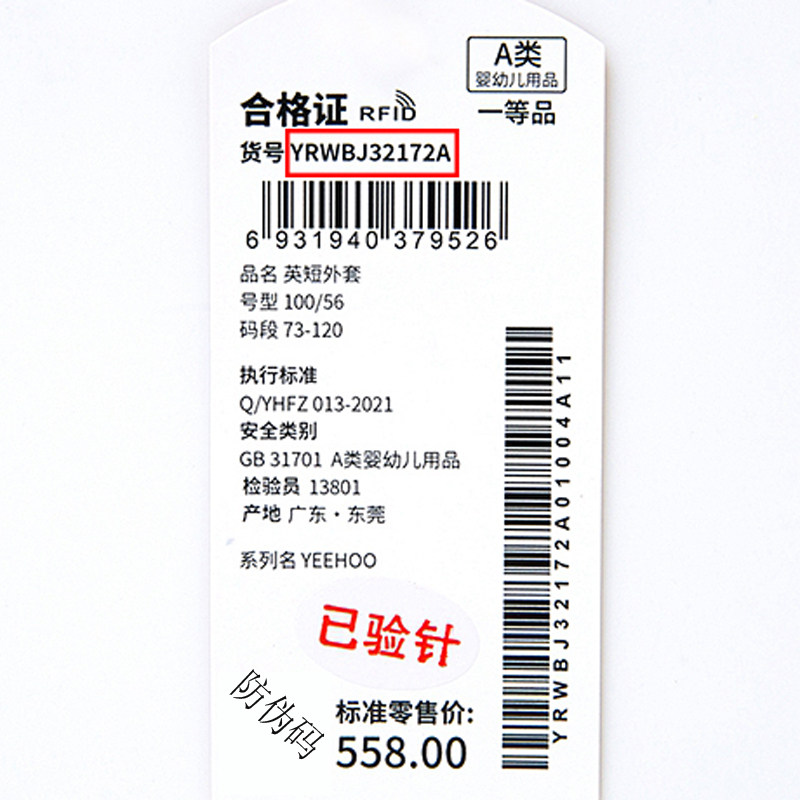 A类
婴幼儿用品
合格证 RFID
一等品
货号 YRWBJ32172A
6 931940 379526
品名 英短外套
号型 100/56
码段 73-120
执行标准
Q/YHFZ 013-2021
安全类别
GB 31701 A类婴幼儿用品
检验员 13801
产地 广东·东莞
系列名 YEEHOO
YRWBJ32172A01004A11
已验针
防伪码
标准零售价:
558.00